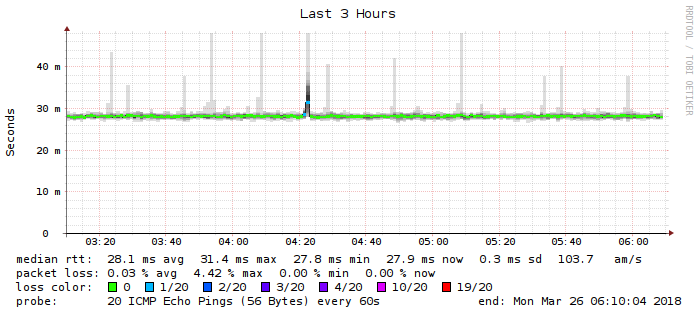 Last 3 Hours
RRDTOOL / TOBI OETIKER
Seconds
40 m
30 m
20 m
10 m
0
03:20 03:40 04:00 04:20 04:40 05:00 05:20 05:40 06:00
median rtt: 28.1 ms avg 31.4 ms max 27.8 ms min 27.9 ms now 0.3 ms sd 103.7 am/s
packet loss: 0.03 % avg 4.42 % max 0.00 % min 0.00 % now
loss color: 0 1/20 2/20 3/20 4/20 10/20 19/20
probe: 20 ICMP Echo Pings (56 Bytes) every 60s end: Mon Mar 26 06:10:04 2018